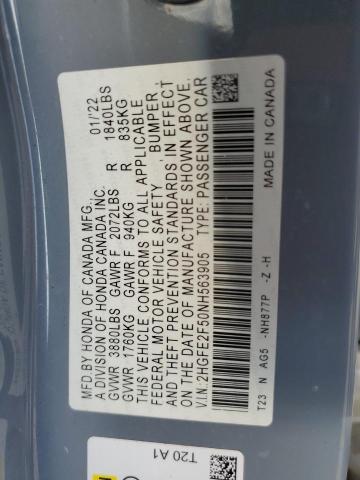 MFD. BY HONDA OF CANADA MFG. 01/'22
A DIVISION OF HONDA CANADA INC.
GVWR 3880LBS GAWR F 2072LBS R 1840LBS
GVWR 1760KG GAWR F 940KG R 835KG
THIS VEHICLE CONFORMS TO ALL APPLICABLE
FEDERAL MOTOR VEHICLE SAFETY, BUMPER,
AND THEFT PREVENTION STANDARDS IN EFFECT
ON THE DATE OF MANUFACTURE SHOWN ABOVE.
V.I.N: 2HGFE2F50NH563905 TYPE: PASSENGER CAR
T23 N AG5 -NH877P -Z -H
MADE IN CANADA
T20 A1